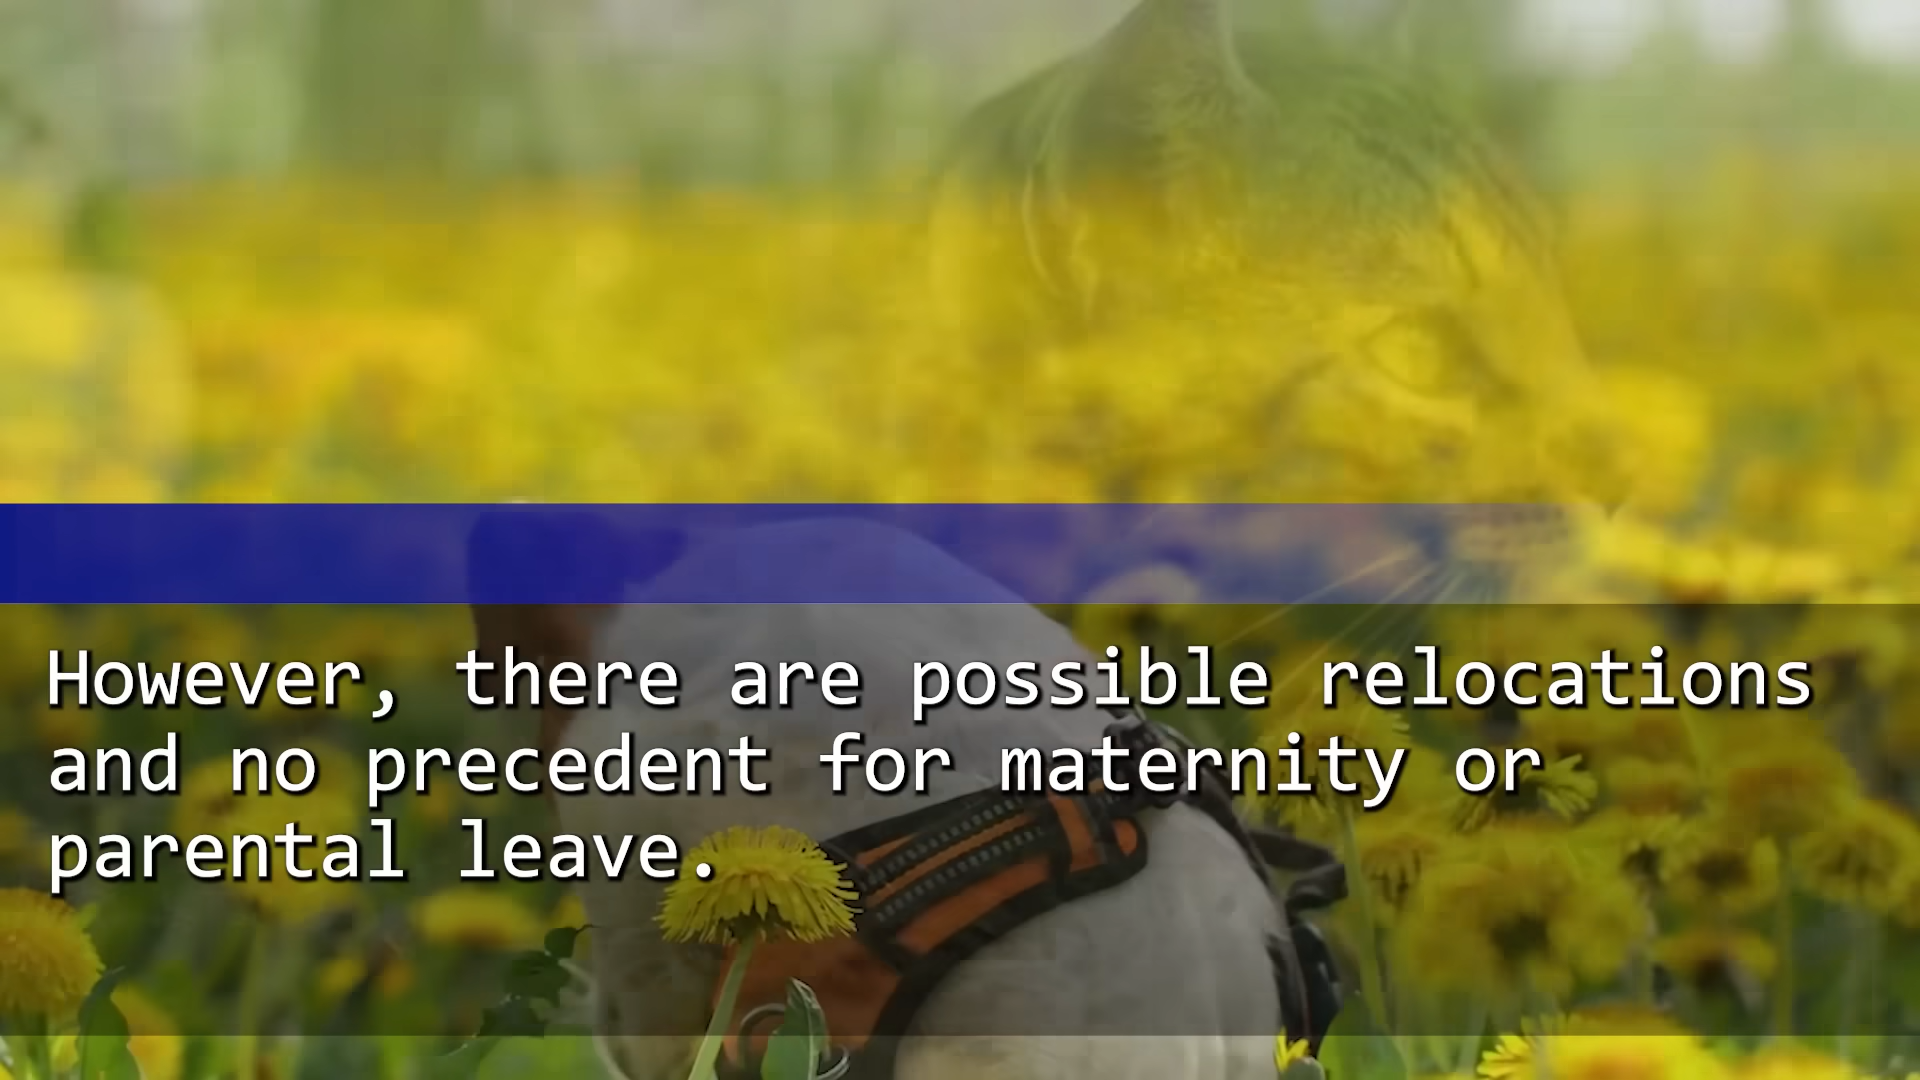 However, there are possible relocations
and no precedent for maternity or
parental leave.